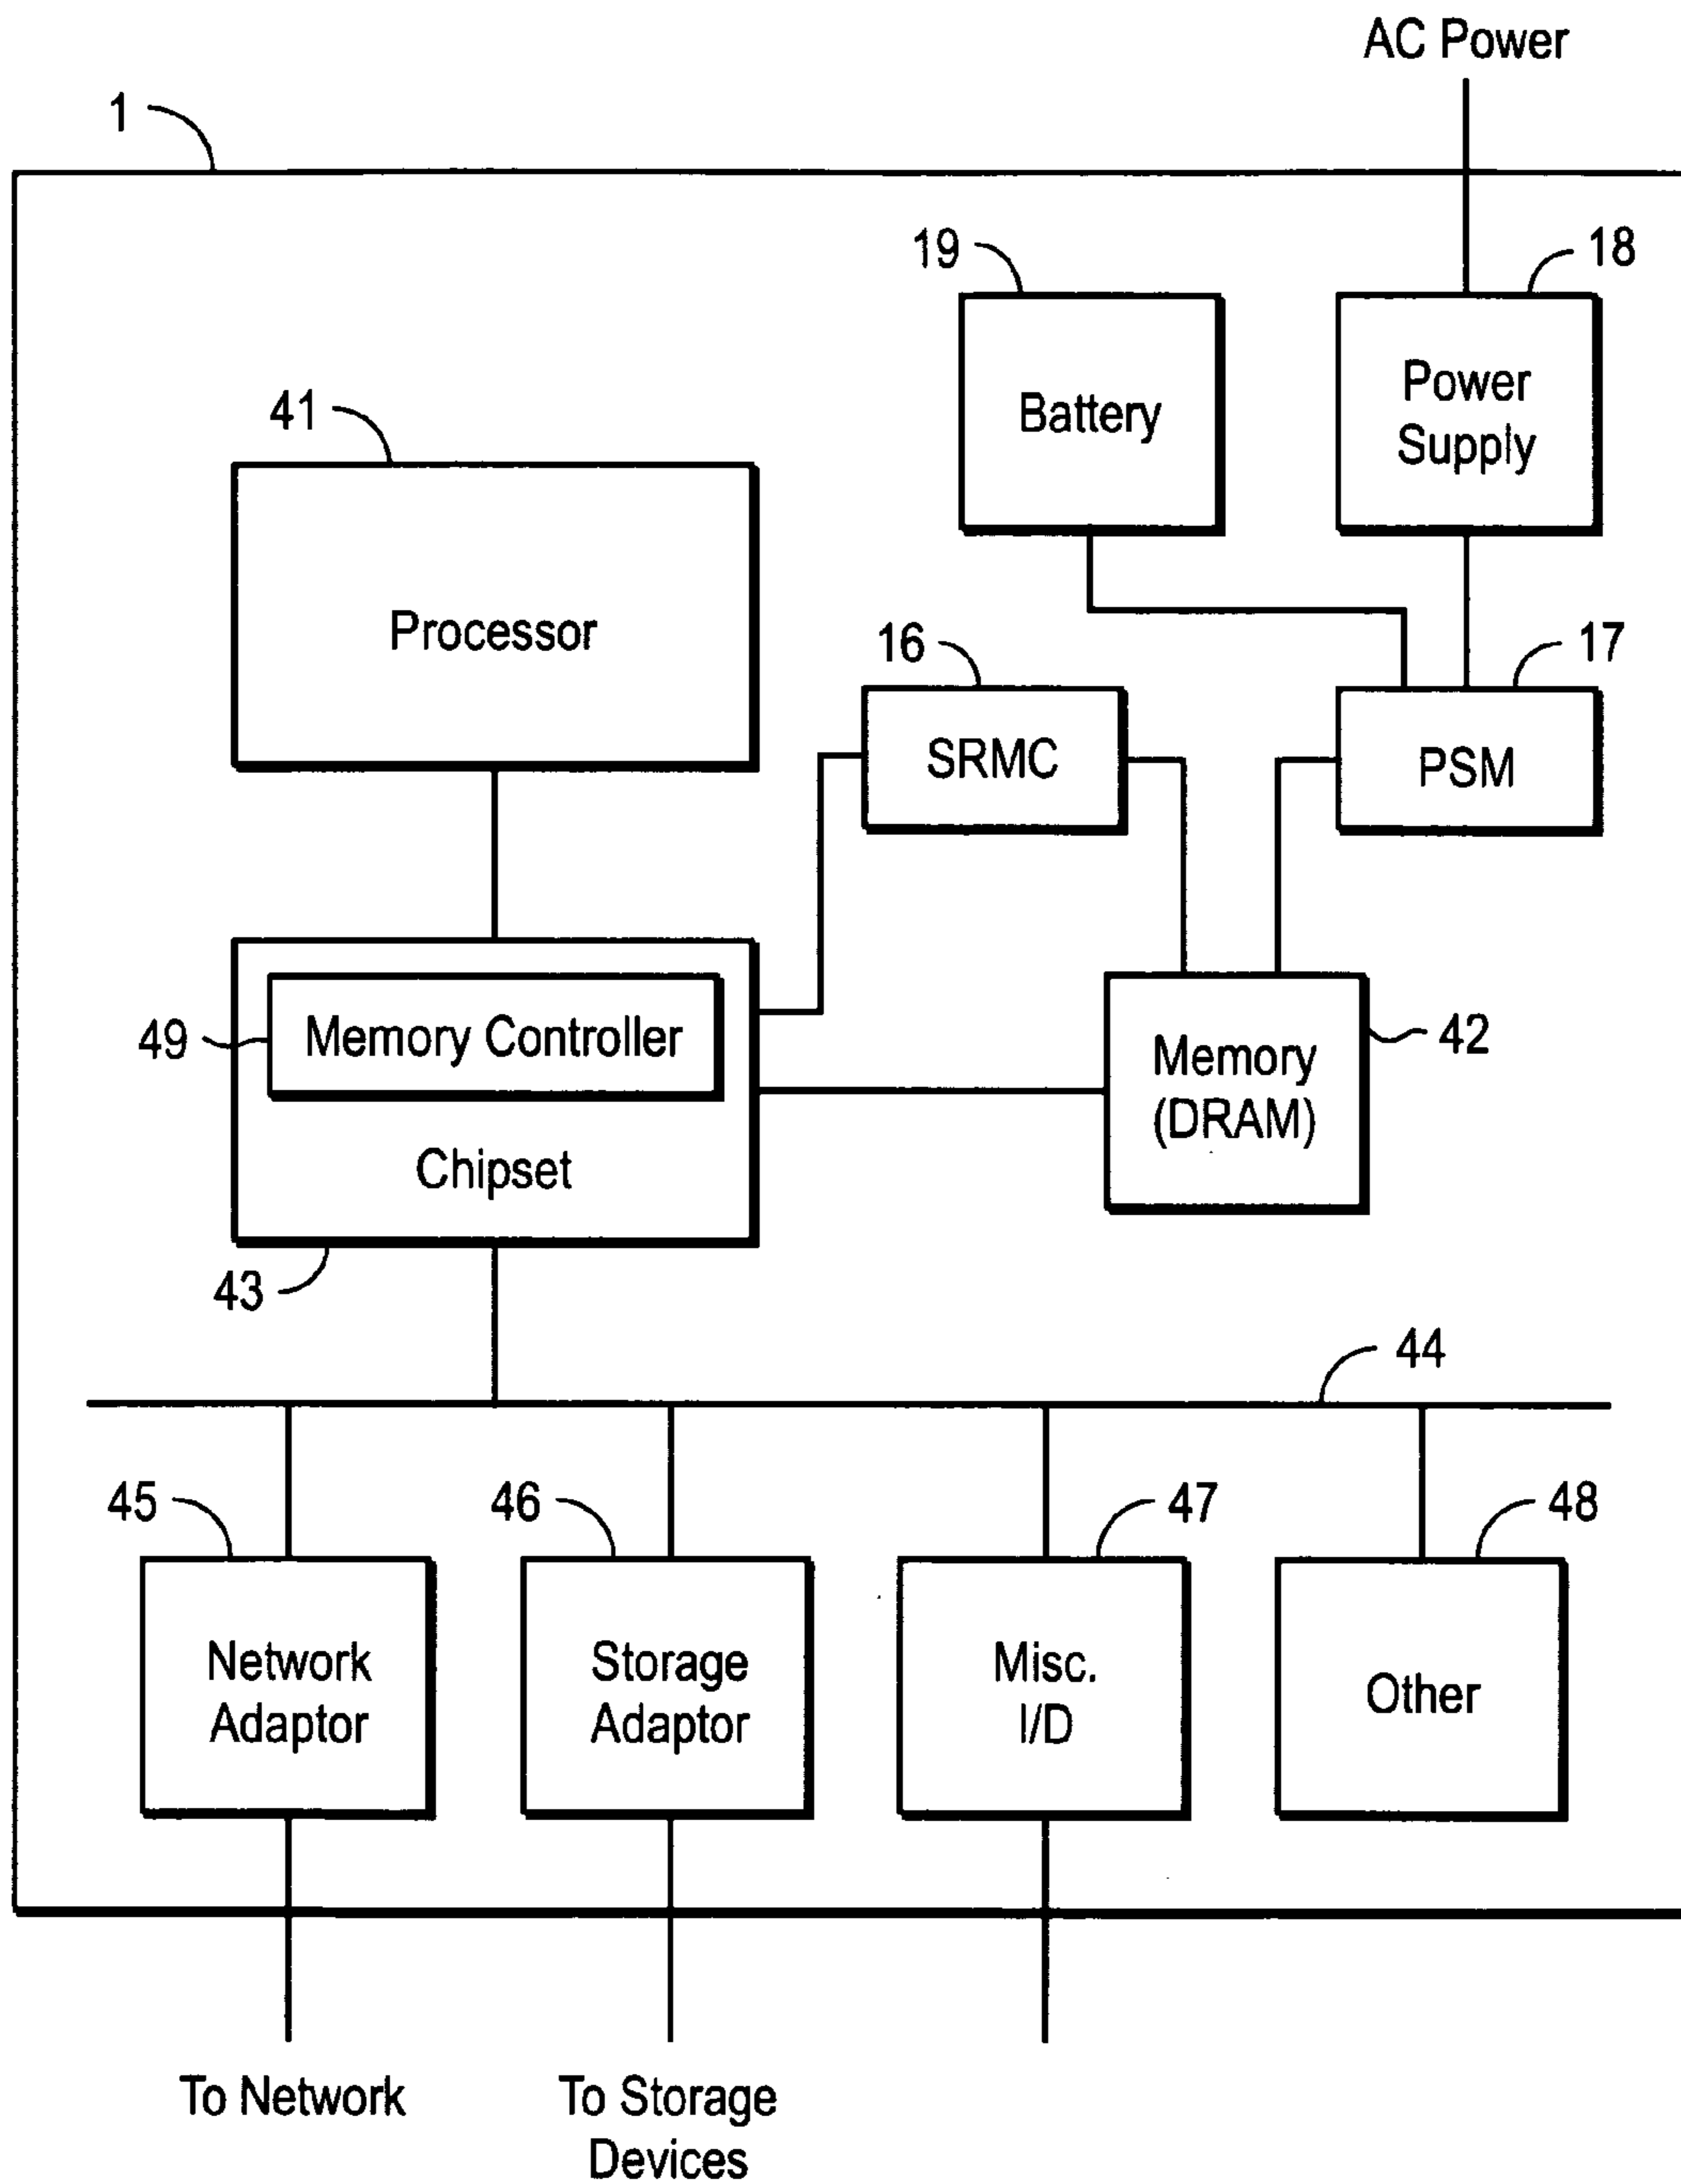 AC Power
1
19
18
Battery
Power
Supply
41
Processor
16
17
SRMC
PSM
49
Memory Controller
42
Memory
(DRAM)
Chipset
43
44
45
46
47
48
Network
Adaptor
Storage
Adaptor
Misc.
I/D
Other
To Network
To Storage
Devices